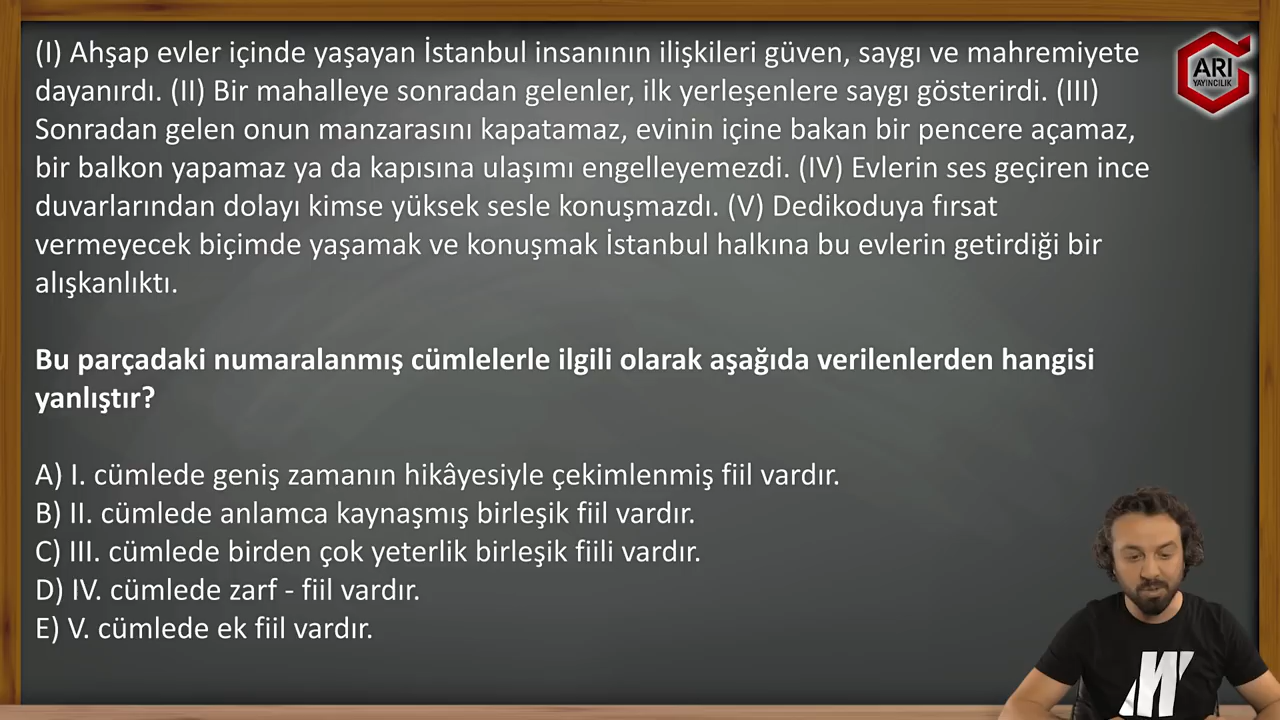 (I) Ahşap evler içinde yaşayan İstanbul insanının ilişkileri güven, saygı ve mahremiyete
dayanırdı. (II) Bir mahalleye sonradan gelenler, ilk yerleşenlere saygı gösterirdi. (III)
Sonradan gelen onun manzarasını kapatamaz, evinin içine bakan bir pencere açamaz,
bir balkon yapamaz ya da kapısına ulaşımı engelleyemezdi. (IV) Evlerin ses geçiren ince
duvarlarından dolayı kimse yüksek sesle konuşmazdı. (V) Dedikoduya fırsat
vermeyecek biçimde yaşamak ve konuşmak İstanbul halkına bu evlerin getirdiği bir
alışkanlıktı.
Bu parçadaki numaralanmış cümlelerle ilgili olarak aşağıda verilenlerden hangisi
yanlıştır?
A) I. cümlede geniş zamanın hikâyesiyle çekimlenmiş fiil vardır.
B) II. cümlede anlamca kaynaşmış birleşik fiil vardır.
C) III. cümlede birden çok yeterlik birleşik fiili vardır.
D) IV. cümlede zarf - fiil vardır.
E) V. cümlede ek fiil vardır.
ARI
YAYINCILIK